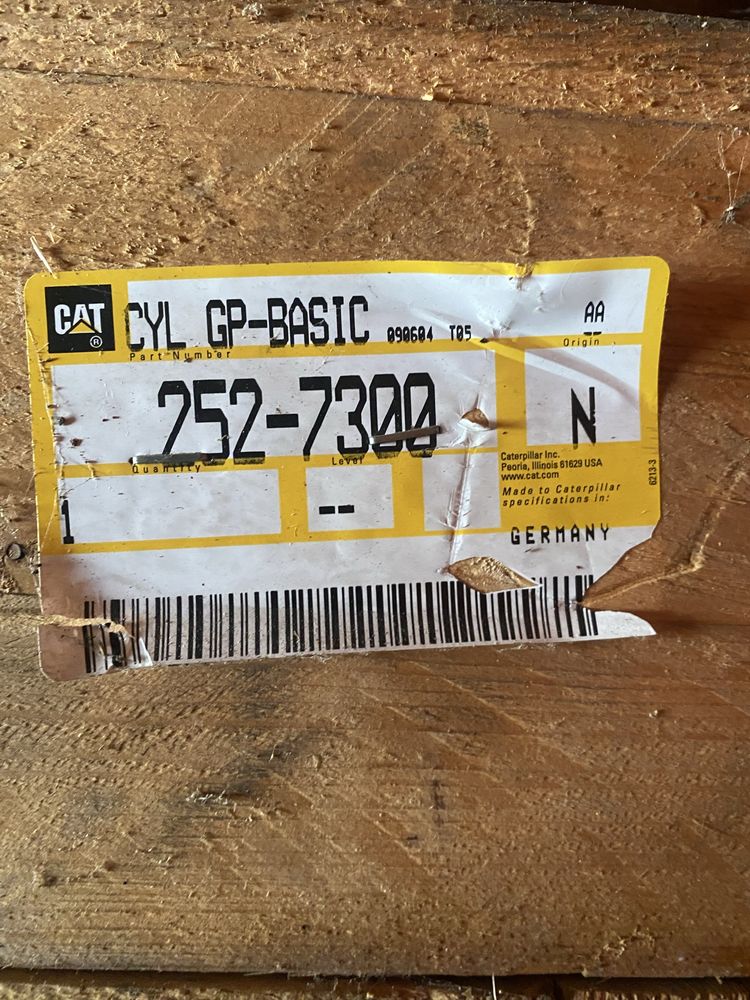 CAT®
CYL GP-BASIC 090604 T05 AA
Part Number Origin
252-7300 N
Quantity Level
1 --
Caterpillar Inc.
Peoria, Illinois 61629 USA
www.cat.com
Made to Caterpillar
specifications in:
GERMANY
6213-3